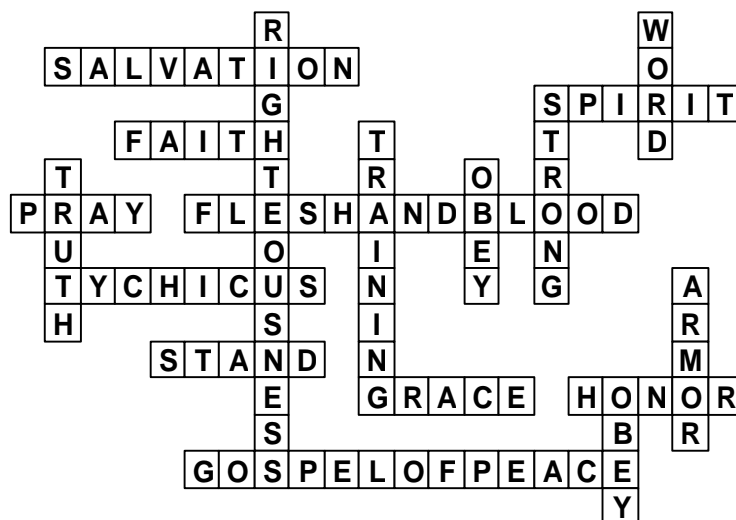 RIGHTEOUSNESS
WORD
SALVATION
SPIRIT
STRONG
FAITH
TRAINING
TRUTH
OBEY
PRAY
FLESHANDBLOOD
TYCHICUS
ARMOR
STAND
GRACE
HONOR
OBEY
GOSPELOFPEACE